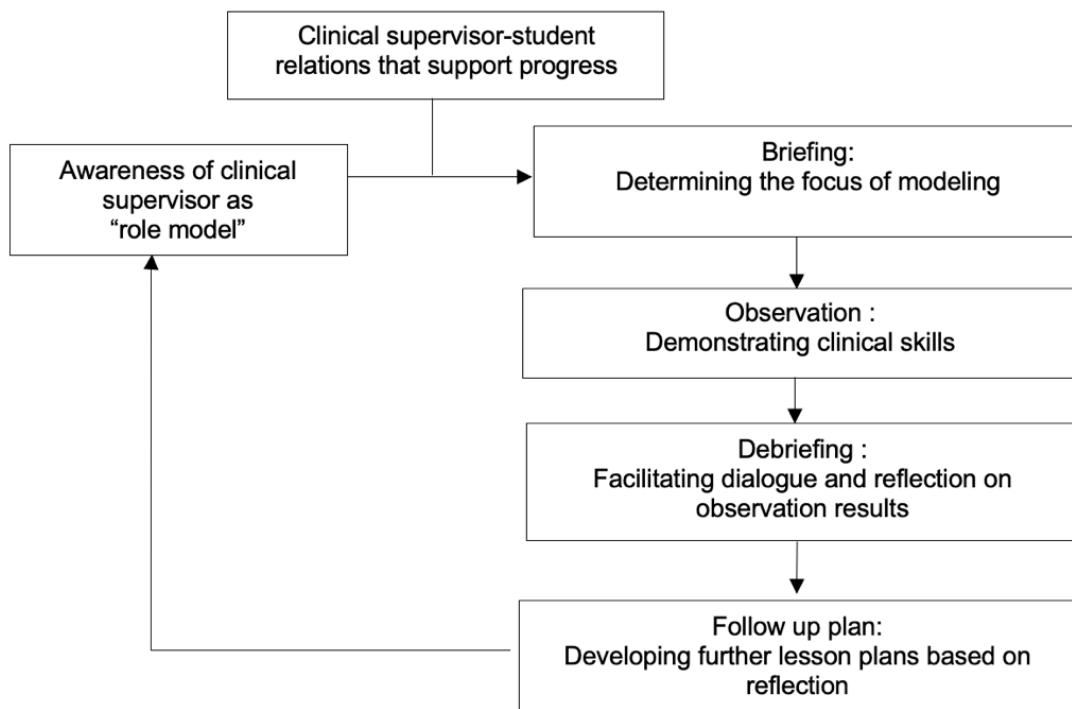 Clinical supervisor-student
relations that support progress
Awareness of clinical
supervisor as
“role model”
Briefing:
Determining the focus of modeling
Observation :
Demonstrating clinical skills
Debriefing :
Facilitating dialogue and reflection on
observation results
Follow up plan:
Developing further lesson plans based on
reflection